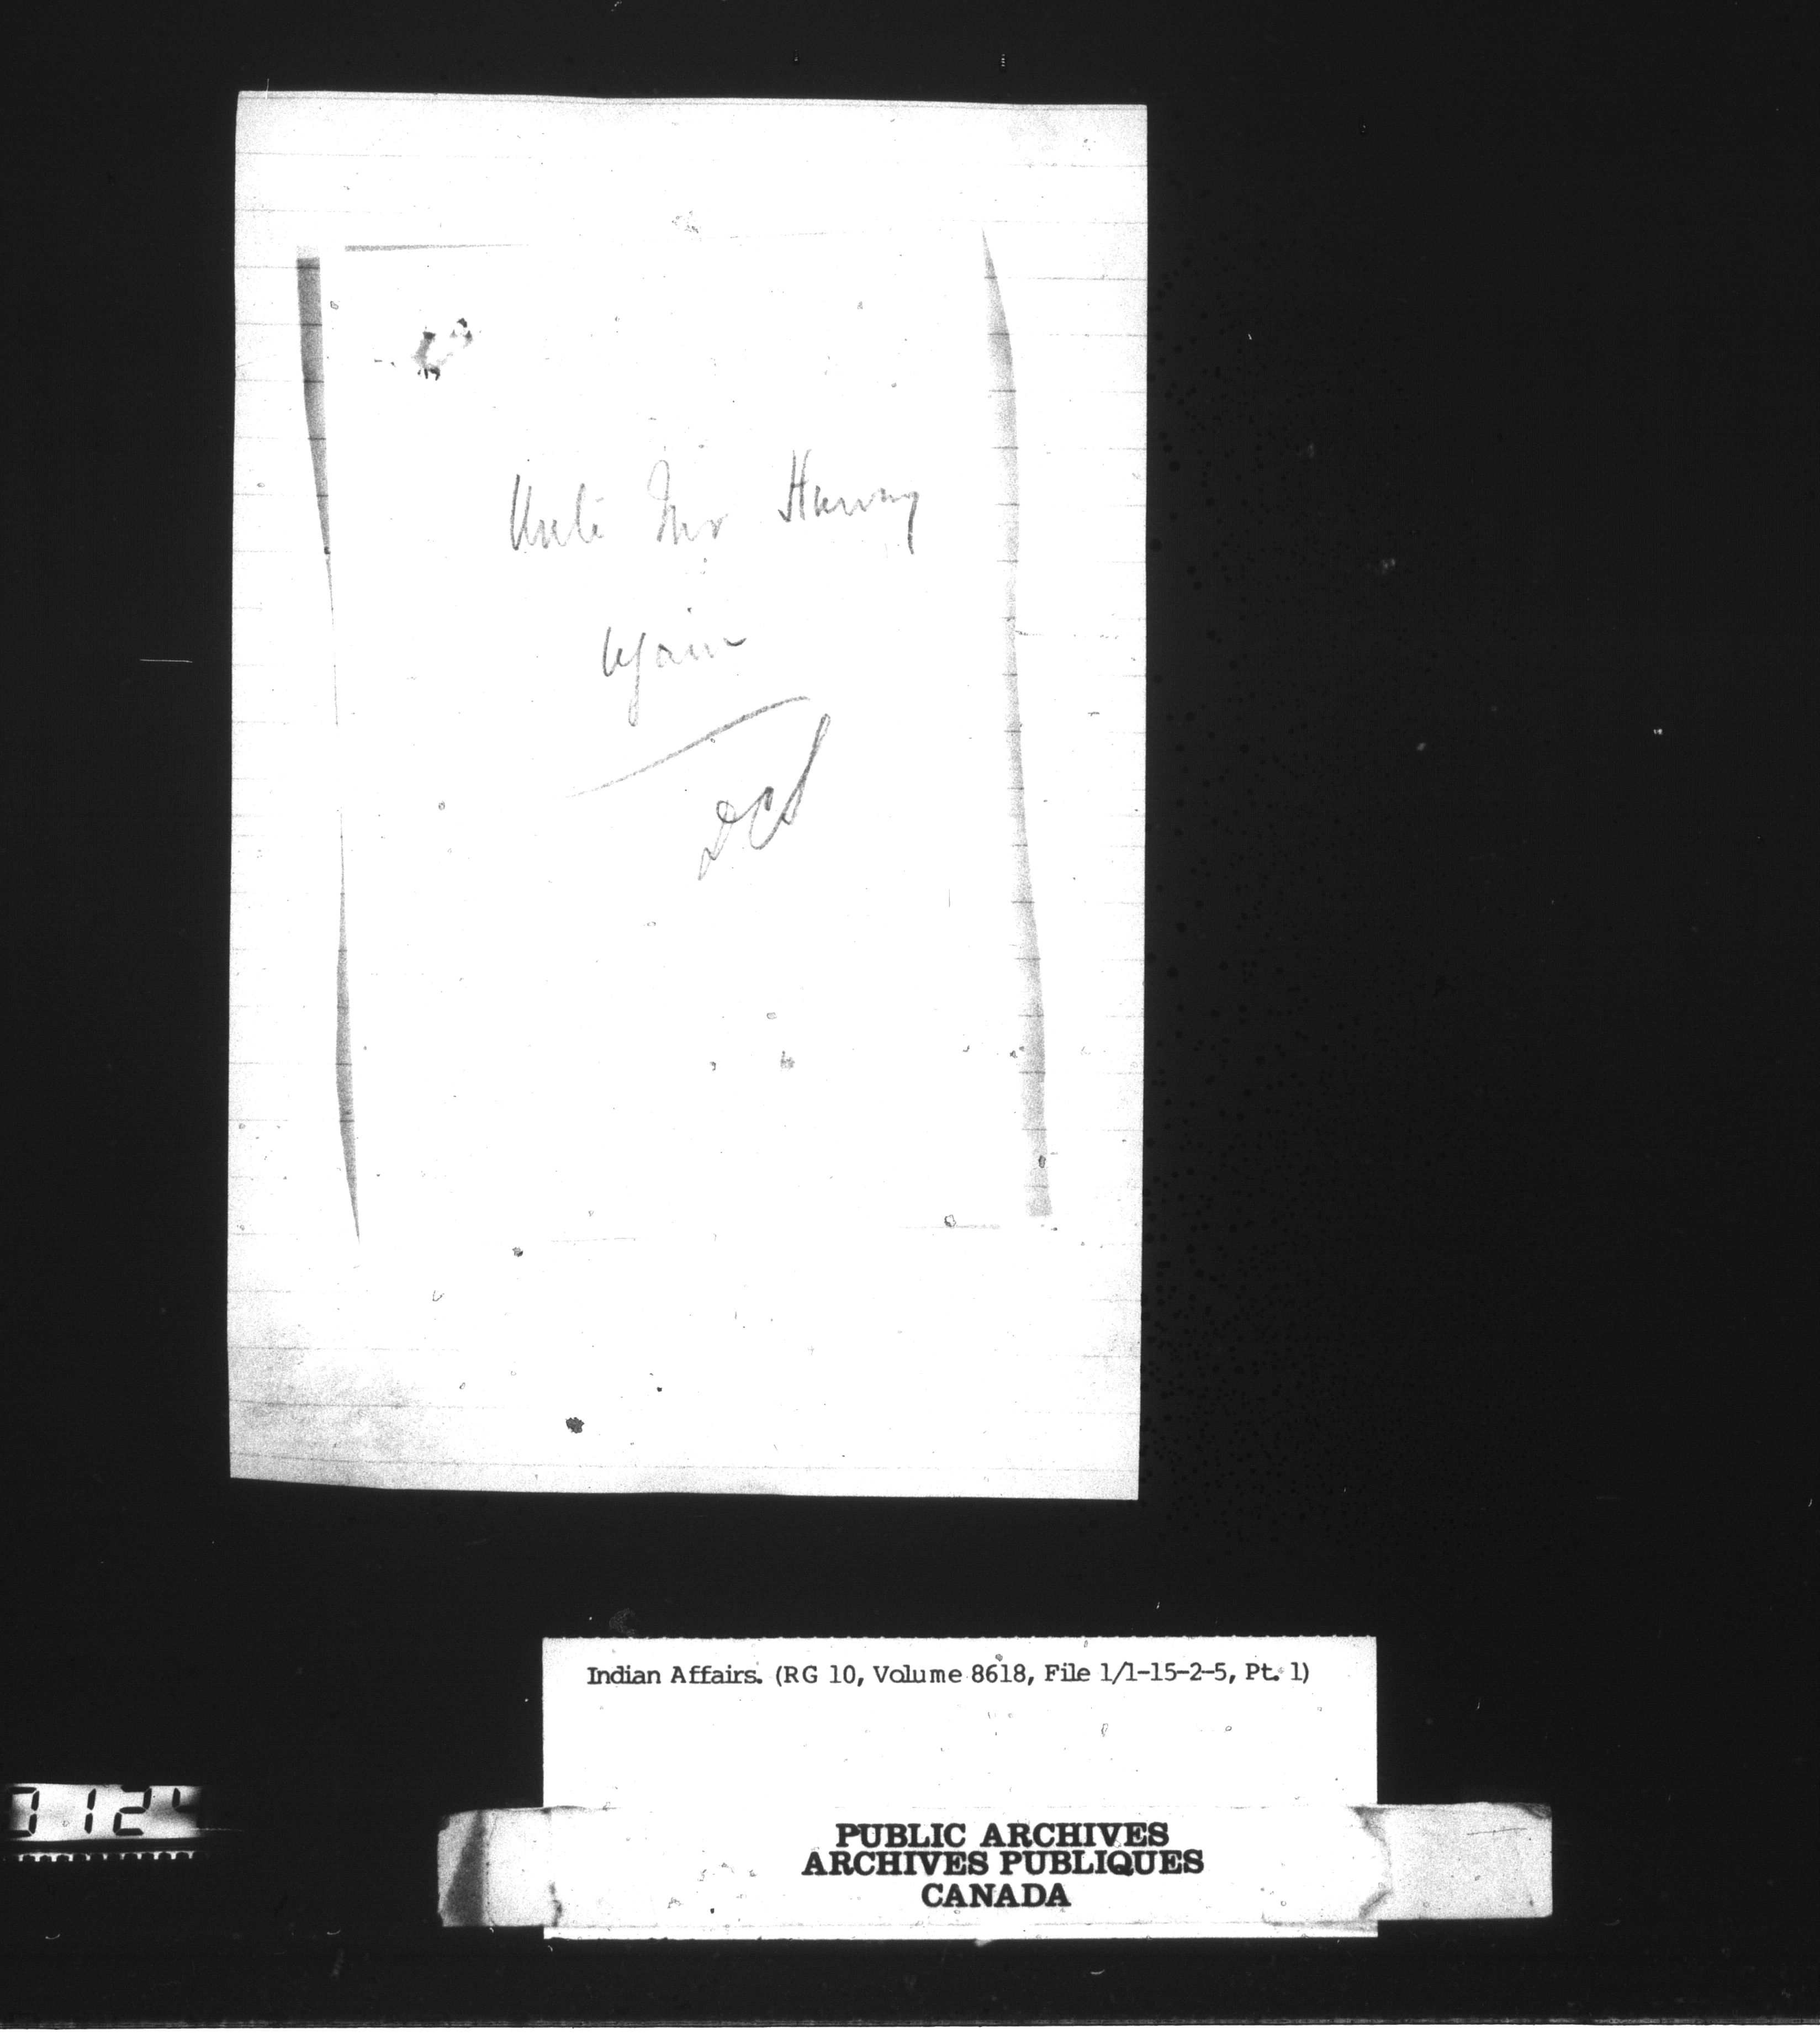 Write Mr Harvey
again
DCS
Indian Affairs. (RG 10, Volume 8618, File 1/1-15-2-5, Pt. 1)
PUBLIC ARCHIVES
ARCHIVES PUBLIQUES
CANADA